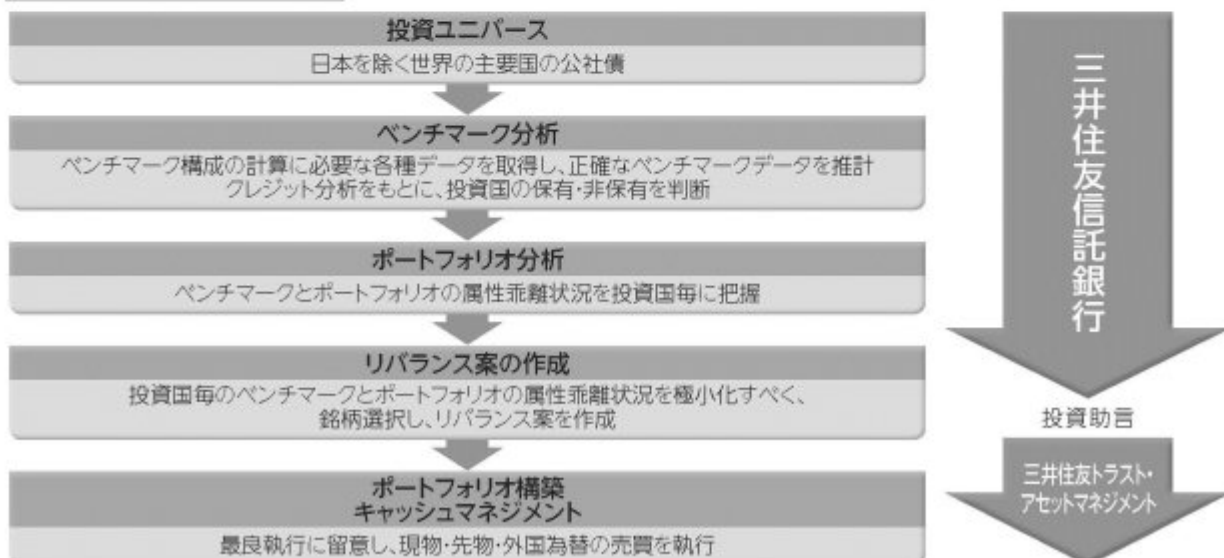 投資ユニバース
日本を除く世界の主要国の公社債
ベンチマーク分析
ベンチマーク構成の計算に必要な各種データを取得し、正確なベンチマークデータを推計
クレジット分析をもとに、投資国の保有・非保有を判断
ポートフォリオ分析
ベンチマークとポートフォリオの属性乖離状況を投資国毎に把握
リバランス案の作成
投資国毎のベンチマークとポートフォリオの属性乖離状況を極小化すべく、
銘柄選択し、リバランス案を作成
ポートフォリオ構築
キャッシュマネジメント
最良執行に留意し、現物・先物・外国為替の売買を執行
三井住友信託銀行
投資助言
三井住友トラスト・
アセットマネジメント